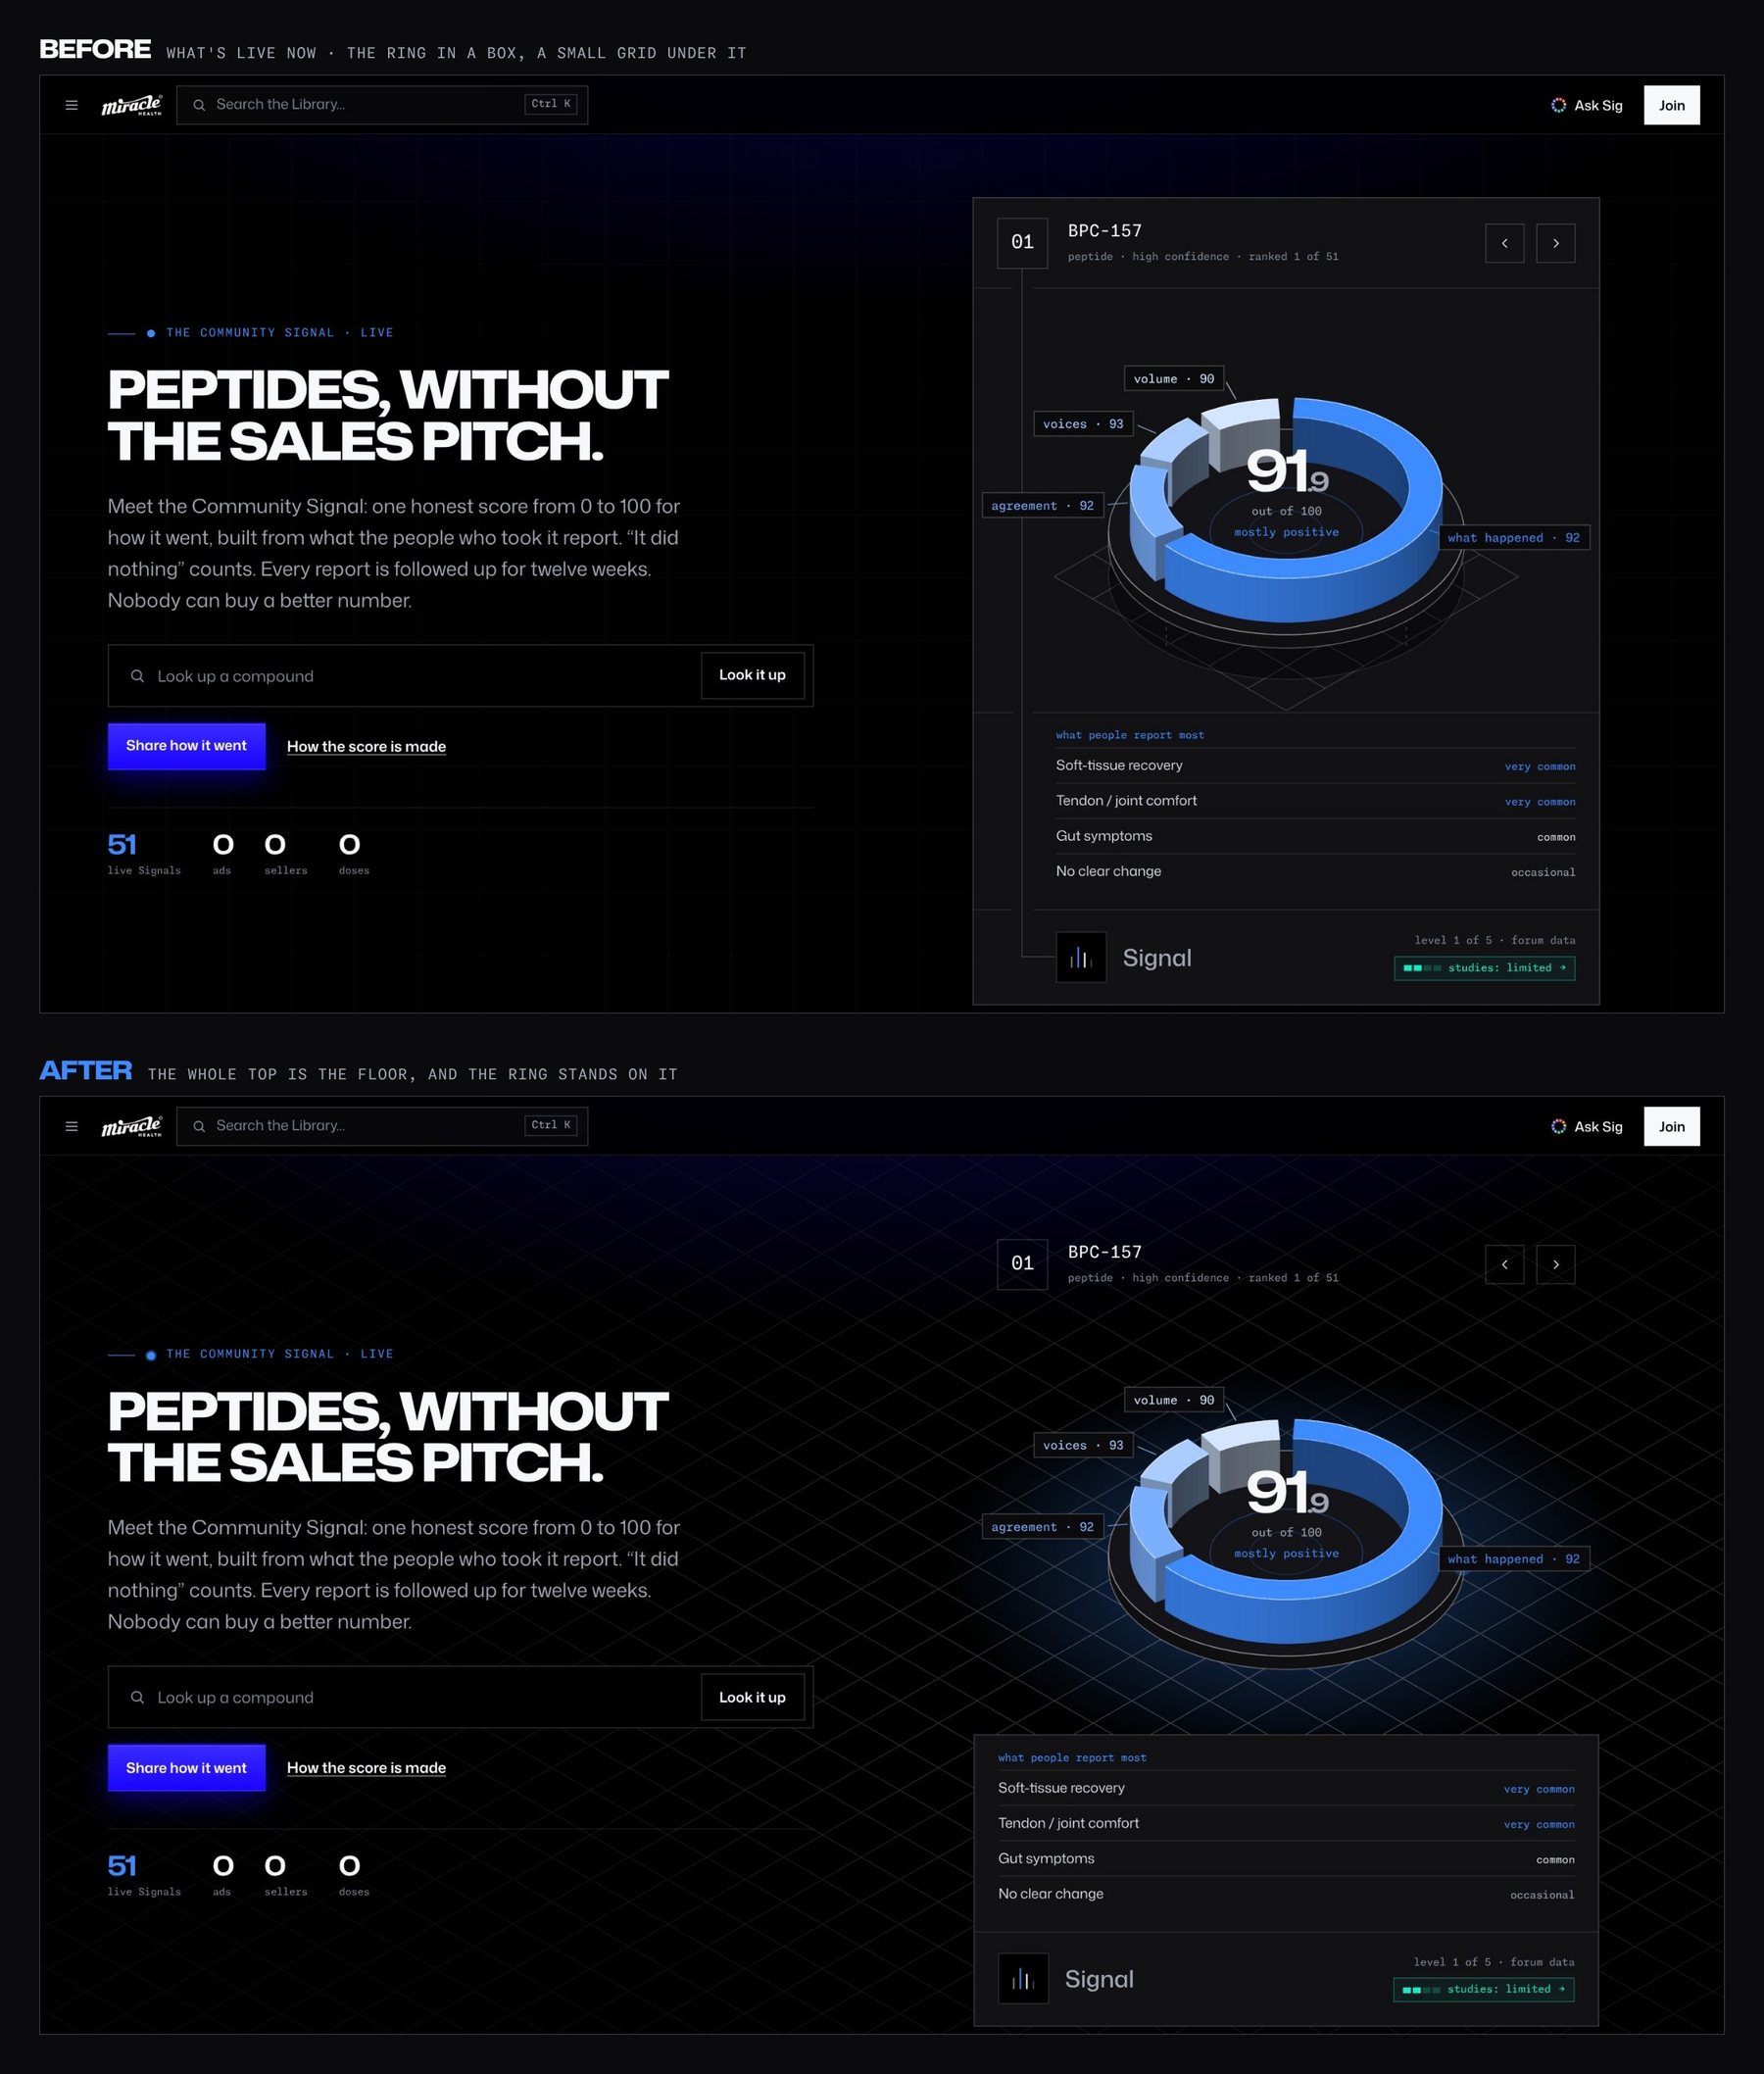 BEFORE WHAT'S LIVE NOW · THE RING IN A BOX, A SMALL GRID UNDER IT
miracle HEALTH
Search the Library...
Ctrl K
Ask Sig
Join
THE COMMUNITY SIGNAL · LIVE
PEPTIDES, WITHOUT
THE SALES PITCH.
Meet the Community Signal: one honest score from 0 to 100 for
how it went, built from what the people who took it report. “It did
nothing” counts. Every report is followed up for twelve weeks.
Nobody can buy a better number.
Look up a compound
Look it up
Share how it went
How the score is made
51 0 0 0
live Signals ads sellers doses
01
BPC-157
peptide · high confidence · ranked 1 of 51
volume · 90
voices · 93
agreement · 92
91.9
out of 100
mostly positive
what happened · 92
what people report most
Soft-tissue recovery very common
Tendon / joint comfort very common
Gut symptoms common
No clear change occasional
Signal
level 1 of 5 · forum data
studies: limited →
AFTER THE WHOLE TOP IS THE FLOOR, AND THE RING STANDS ON IT
miracle HEALTH
Search the Library...
Ctrl K
Ask Sig
Join
THE COMMUNITY SIGNAL · LIVE
PEPTIDES, WITHOUT
THE SALES PITCH.
Meet the Community Signal: one honest score from 0 to 100 for
how it went, built from what the people who took it report. “It did
nothing” counts. Every report is followed up for twelve weeks.
Nobody can buy a better number.
Look up a compound
Look it up
Share how it went
How the score is made
51 0 0 0
live Signals ads sellers doses
01
BPC-157
peptide · high confidence · ranked 1 of 51
volume · 90
voices · 93
agreement · 92
91.9
out of 100
mostly positive
what happened · 92
what people report most
Soft-tissue recovery very common
Tendon / joint comfort very common
Gut symptoms common
No clear change occasional
Signal
level 1 of 5 · forum data
studies: limited →